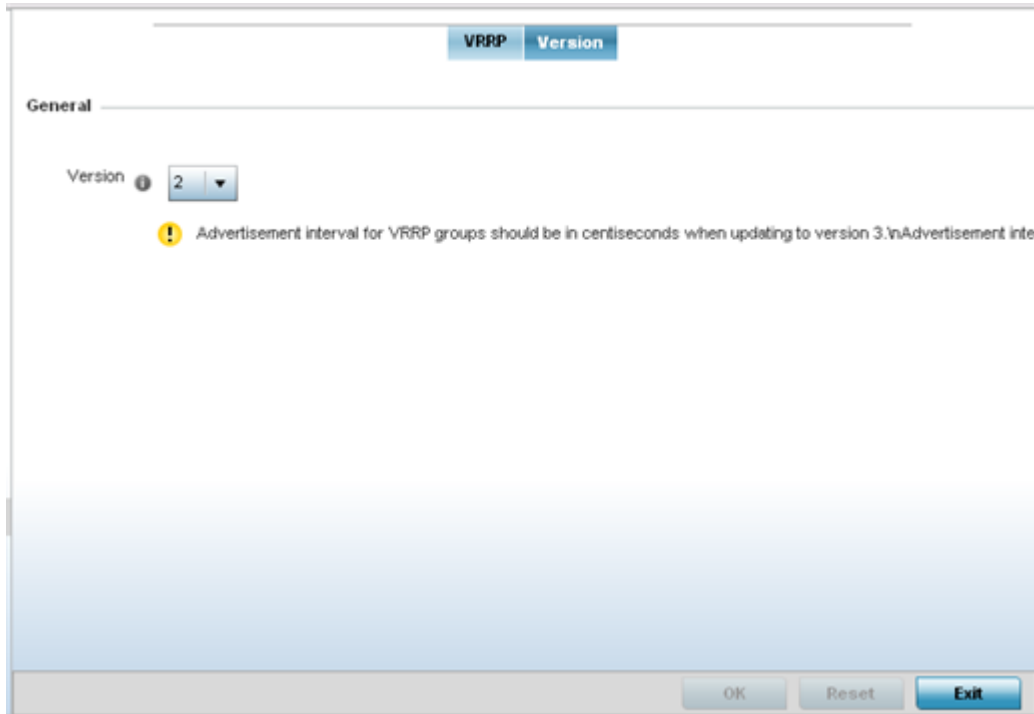 VRRP Version
General
Version 2
Advertisement interval for VRRP groups should be in centiseconds when updating to version 3.\nAdvertisement inte
OK Reset Exit